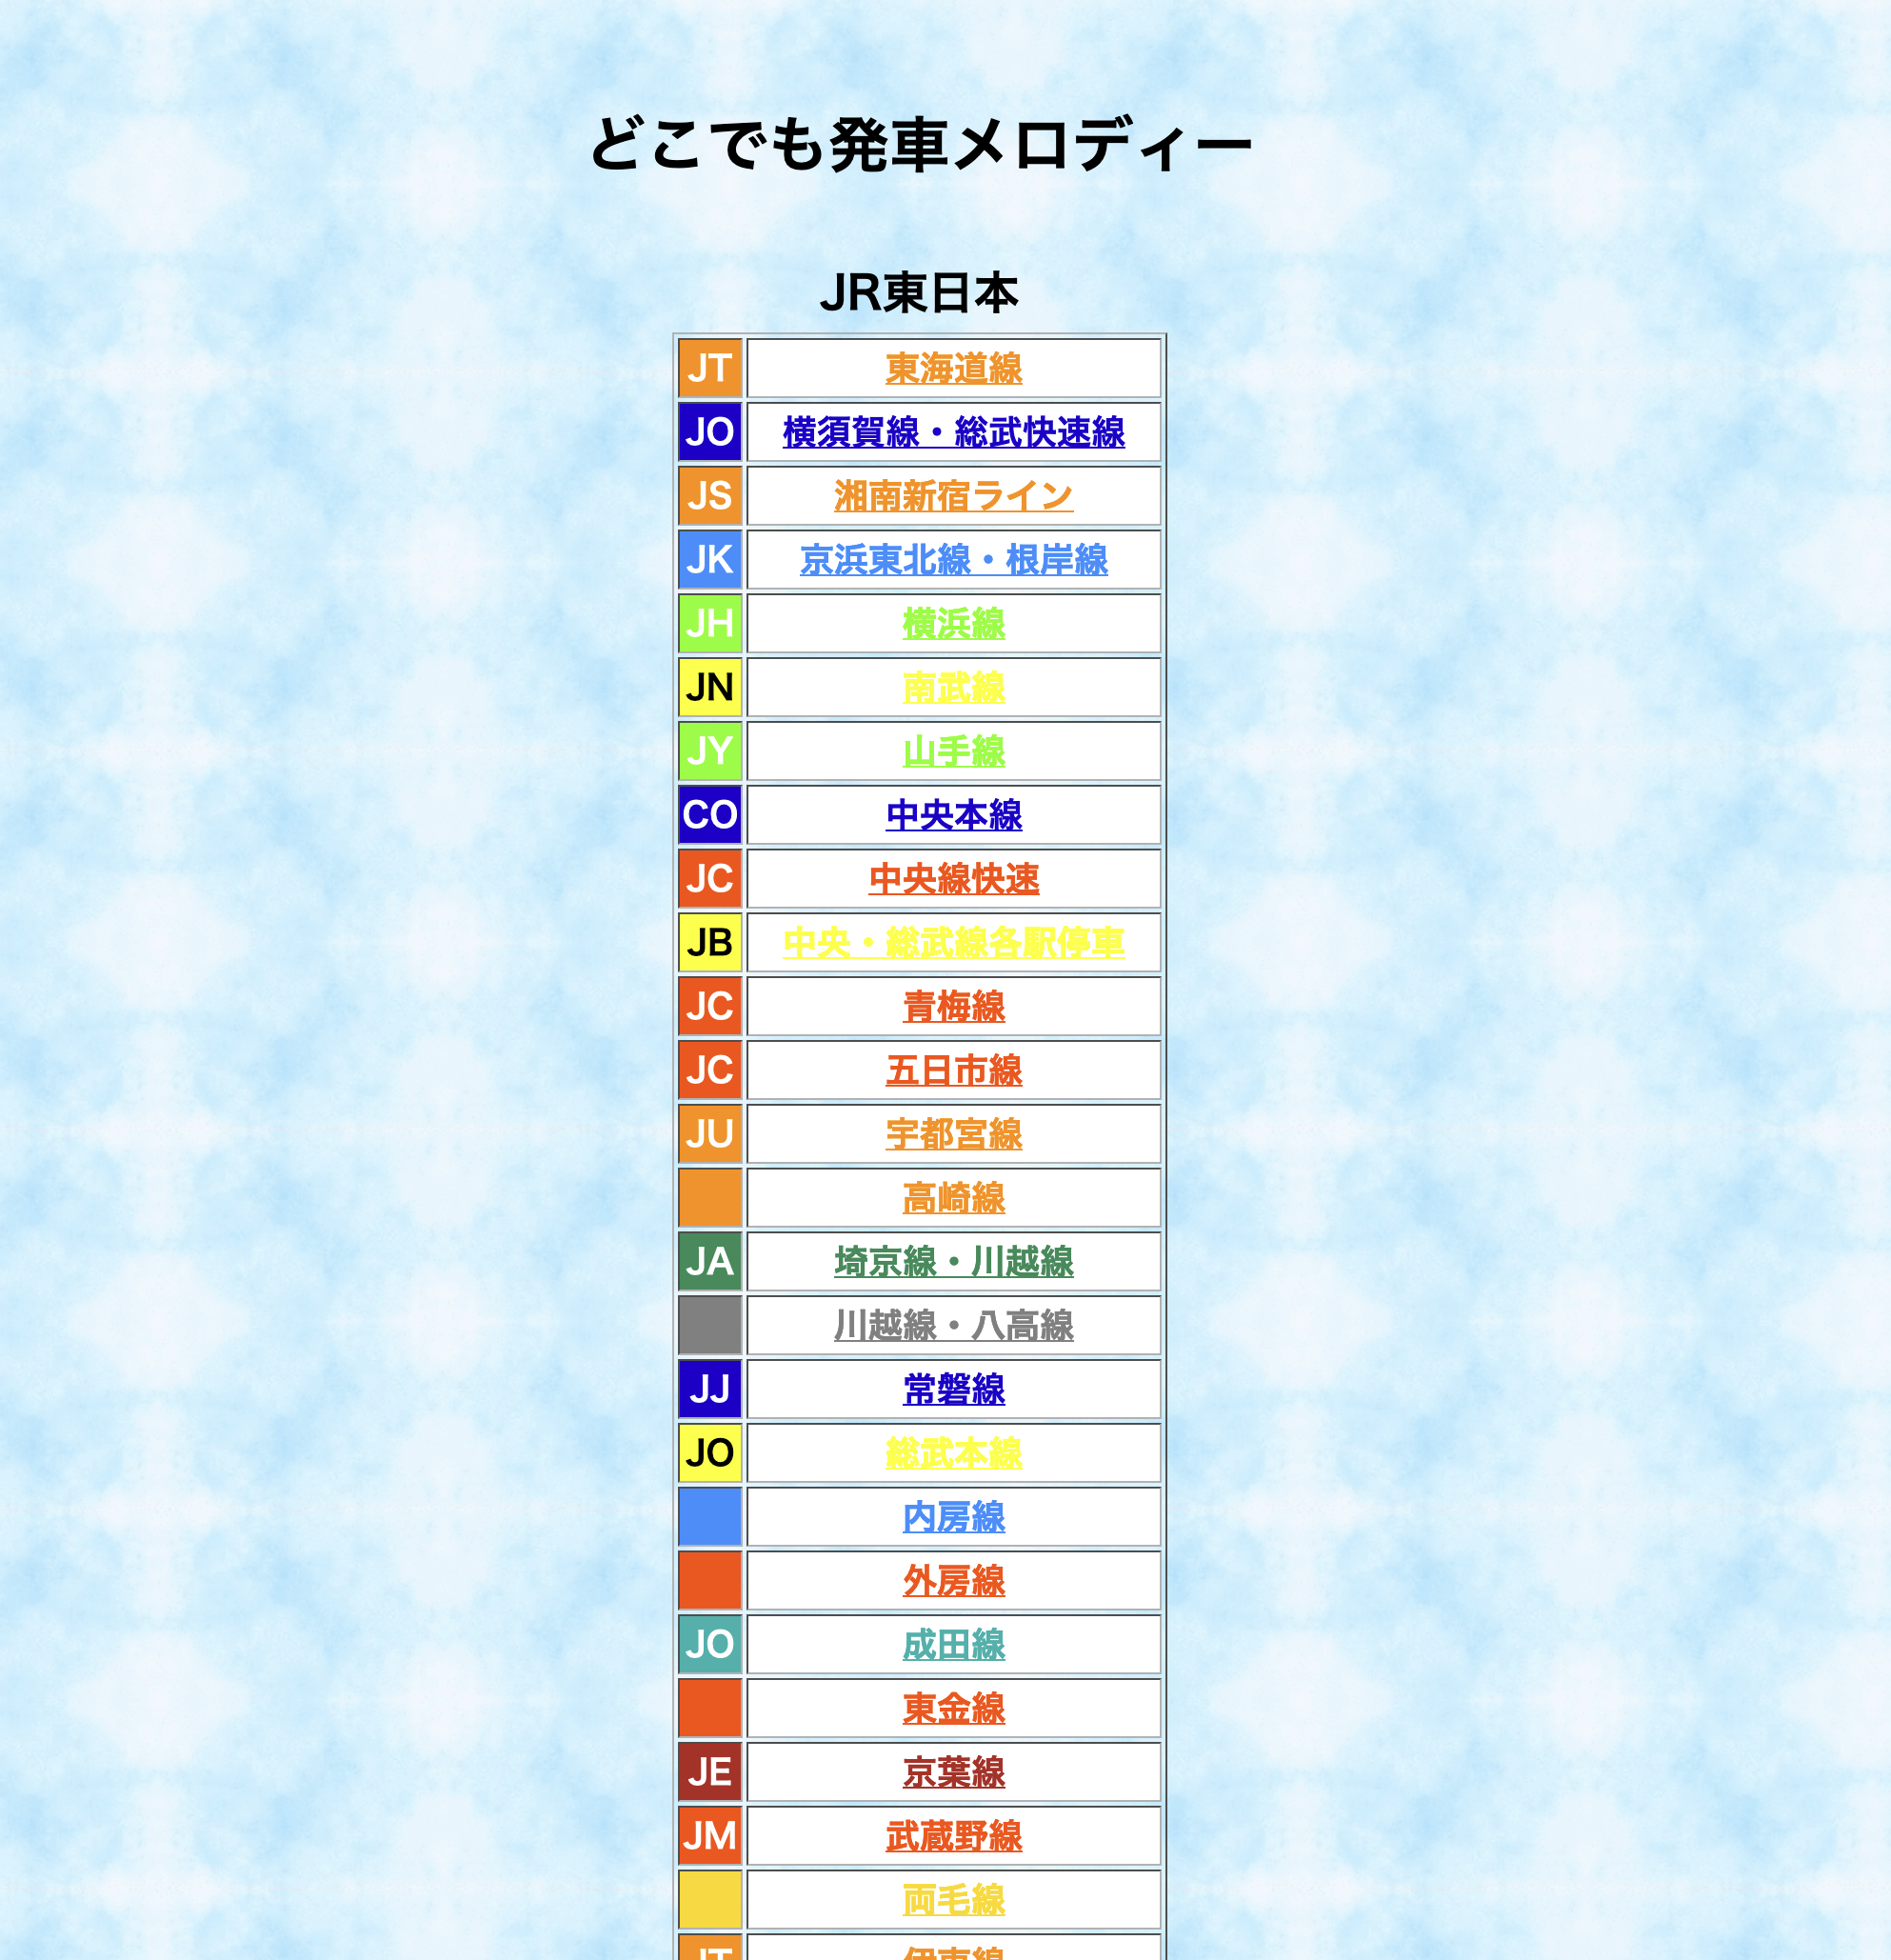 どこでも発車メロディー
JR東日本
JT 東海道線
JO 横須賀線・総武快速線
JS 湘南新宿ライン
JK 京浜東北線・根岸線
JH 横浜線
JN 南武線
JY 山手線
CO 中央本線
JC 中央線快速
JB 中央・総武線各駅停車
JC 青梅線
JC 五日市線
JU 宇都宮線
高崎線
JA 埼京線・川越線
川越線・八高線
JJ 常磐線
JO 総武本線
内房線
外房線
JO 成田線
東金線
JE 京葉線
JM 武蔵野線
両毛線
JT 伊東線